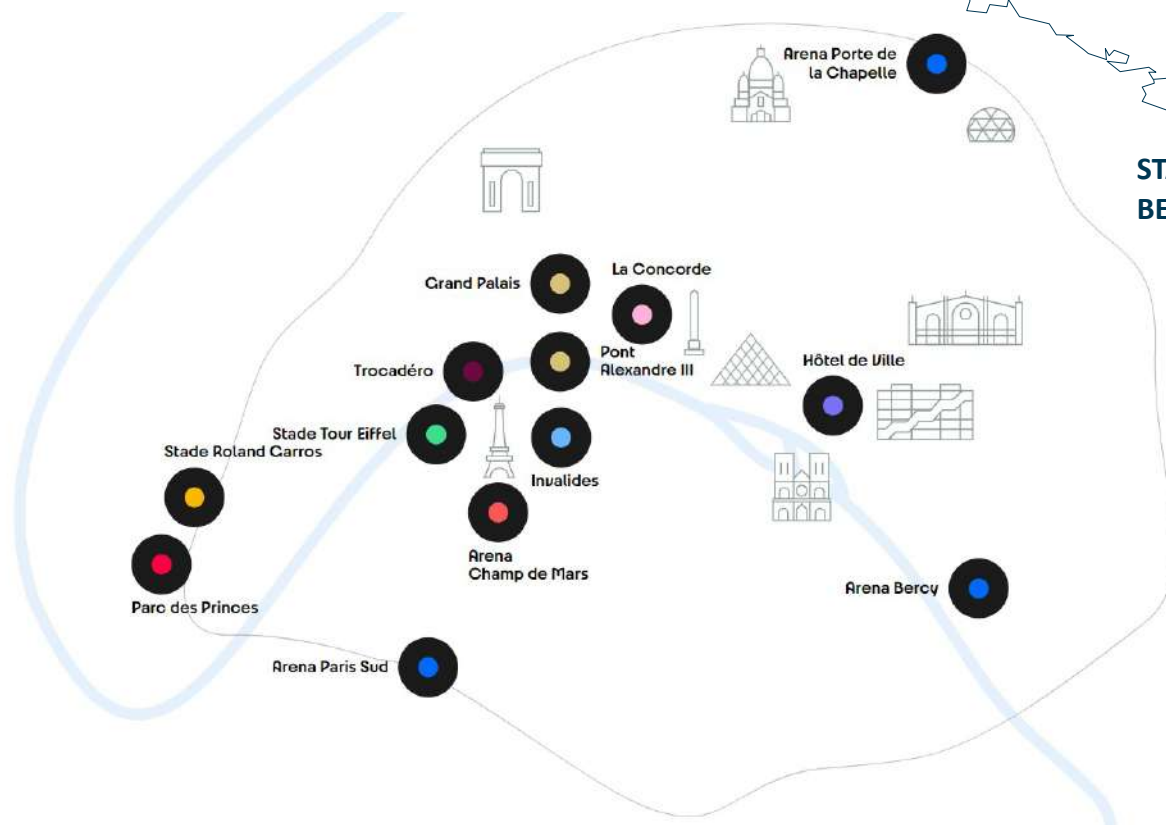 Arena Porte de
la Chapelle
Grand Palais
La Concorde
Trocadéro
Pont
Alexandre III
Hôtel de Ville
Stade Tour Eiffel
Stade Roland Garros
Invalides
Arena
Champ de Mars
Parc des Princes
Arena Bercy
Arena Paris Sud